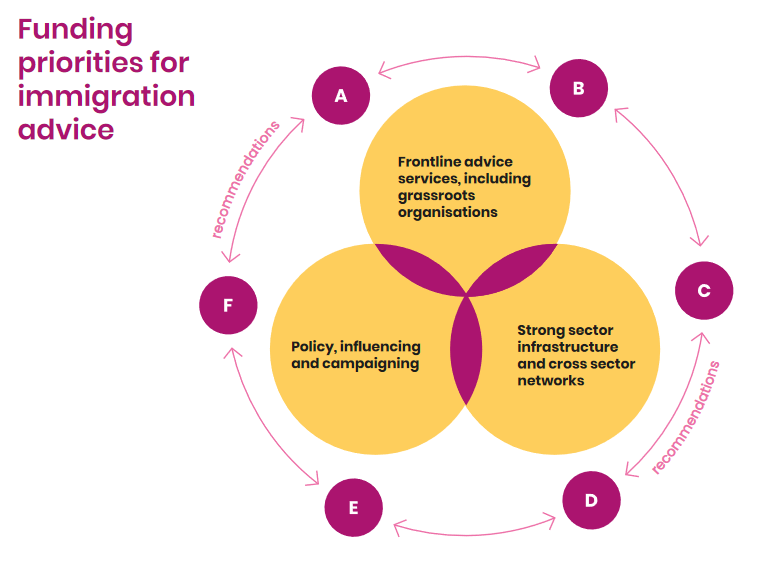 Funding
priorities for
immigration
advice
A
B
recommendations
Frontline advice
services, including
grassroots
organisations
F
C
Policy, influencing
and campaigning
Strong sector
infrastructure
and cross sector
networks
recommendations
E
D